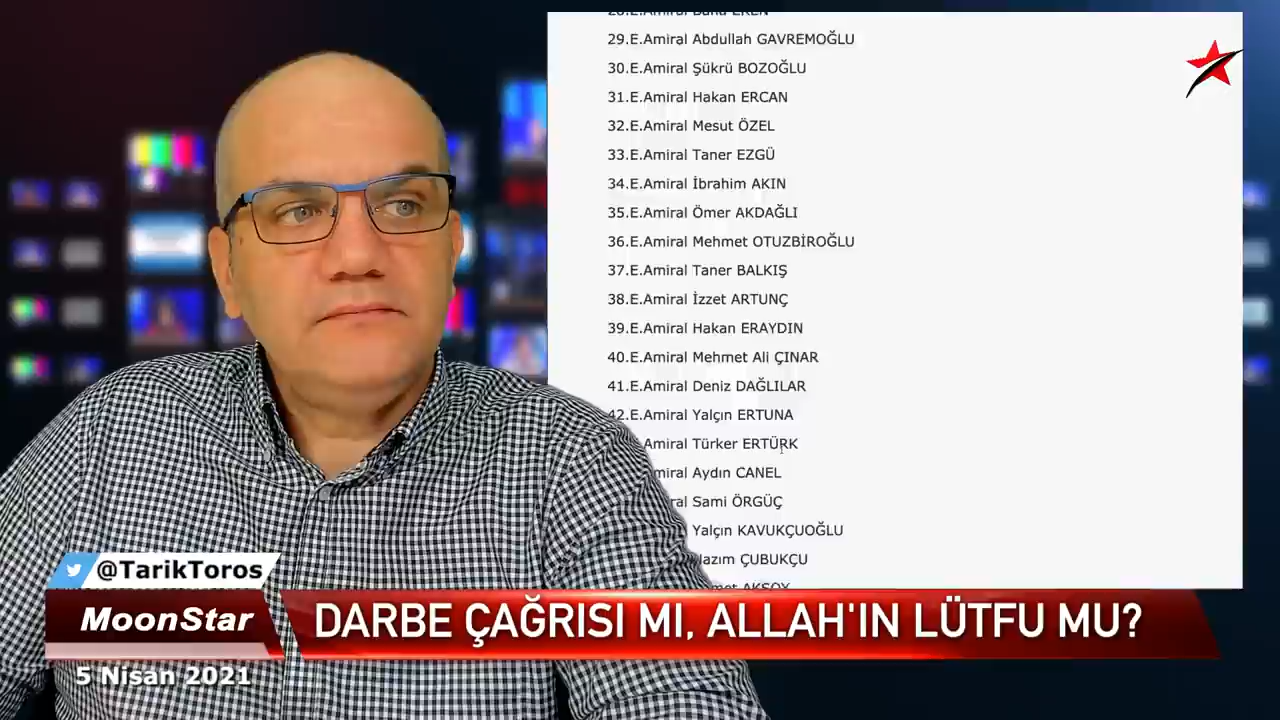 29.E.Amiral Abdullah GAVREMOĞLU
30.E.Amiral Şükrü BOZOĞLU
31.E.Amiral Hakan ERCAN
32.E.Amiral Mesut ÖZEL
33.E.Amiral Taner EZGÜ
34.E.Amiral İbrahim AKIN
35.E.Amiral Ömer AKDAĞLI
36.E.Amiral Mehmet OTUZBİROĞLU
37.E.Amiral Taner BALKIŞ
38.E.Amiral İzzet ARTUNÇ
39.E.Amiral Hakan ERAYDIN
40.E.Amiral Mehmet Ali ÇINAR
41.E.Amiral Deniz DAĞLILAR
42.E.Amiral Yalçın ERTUNA
miral Türker ERTÜRK
miral Aydın CANEL
ral Sami ÖRGÜÇ
Yalçın KAVUKÇUOĞLU
Nazım ÇUBUKÇU
@TarikToros
MoonStar
DARBE ÇAĞRISI MI, ALLAH'IN LÜTFU MU?
5 Nisan 2021